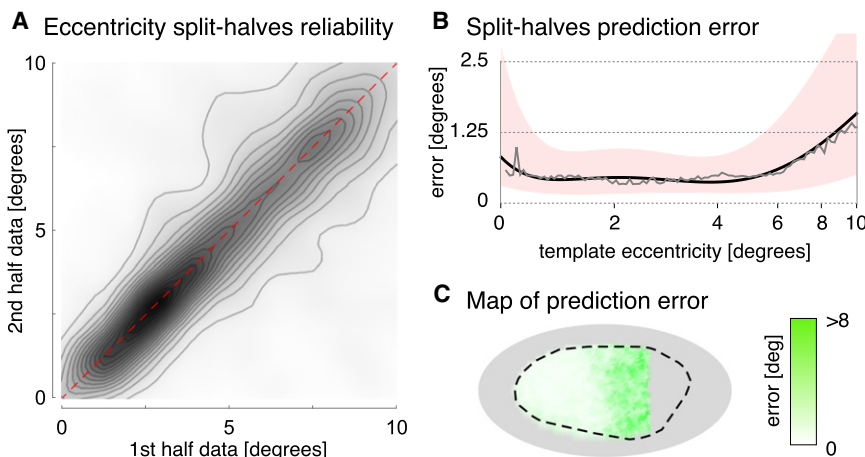 A Eccentricity split-halves reliability
10
5
0
2nd half data [degrees]
0 5 10
1st half data [degrees]
B Split-halves prediction error
2.5
1.25
0
error [degrees]
0 2 4 6 8 10
template eccentricity [degrees]
C Map of prediction error
>8
error [deg]
0